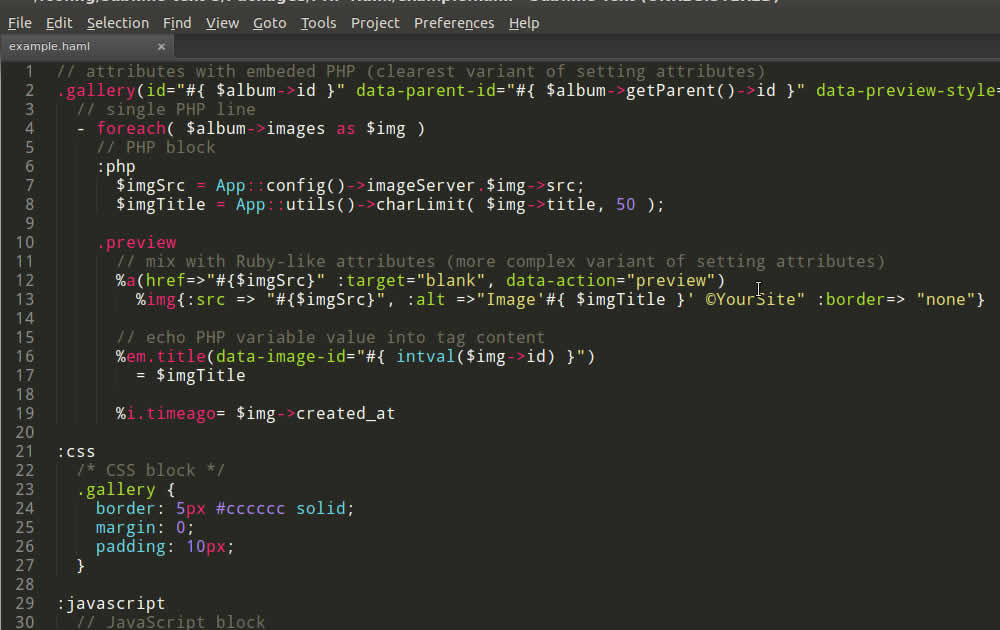 File Edit Selection Find View Goto Tools Project Preferences Help
example.haml ×
1 // attributes with embeded PHP (clearest variant of setting attributes)
2 .gallery(id="#{ $album->id }" data-parent-id="#{ $album->getParent()->id }" data-preview-style=
3 // single PHP line
4 - foreach( $album->images as $img )
5 // PHP block
6 :php
7 $imgSrc = App::config()->imageServer.$img->src;
8 $imgTitle = App::utils()->charLimit( $img->title, 50 );
9
10 .preview
11 // mix with Ruby-like attributes (more complex variant of setting attributes)
12 %a(href=>"#{$imgSrc}" :target="blank", data-action="preview")
13 %img{:src => "#{$imgSrc}", :alt =>"Image'#{ $imgTitle }' ©YourSite" :border=> "none"}
14
15 // echo PHP variable value into tag content
16 %em.title(data-image-id="#{ intval($img->id) }")
17 = $imgTitle
18
19 %i.timeago= $img->created_at
20
21 :css
22 /* CSS block */
23 .gallery {
24 border: 5px #cccccc solid;
25 margin: 0;
26 padding: 10px;
27 }
28
29 :javascript
30 // JavaScript block